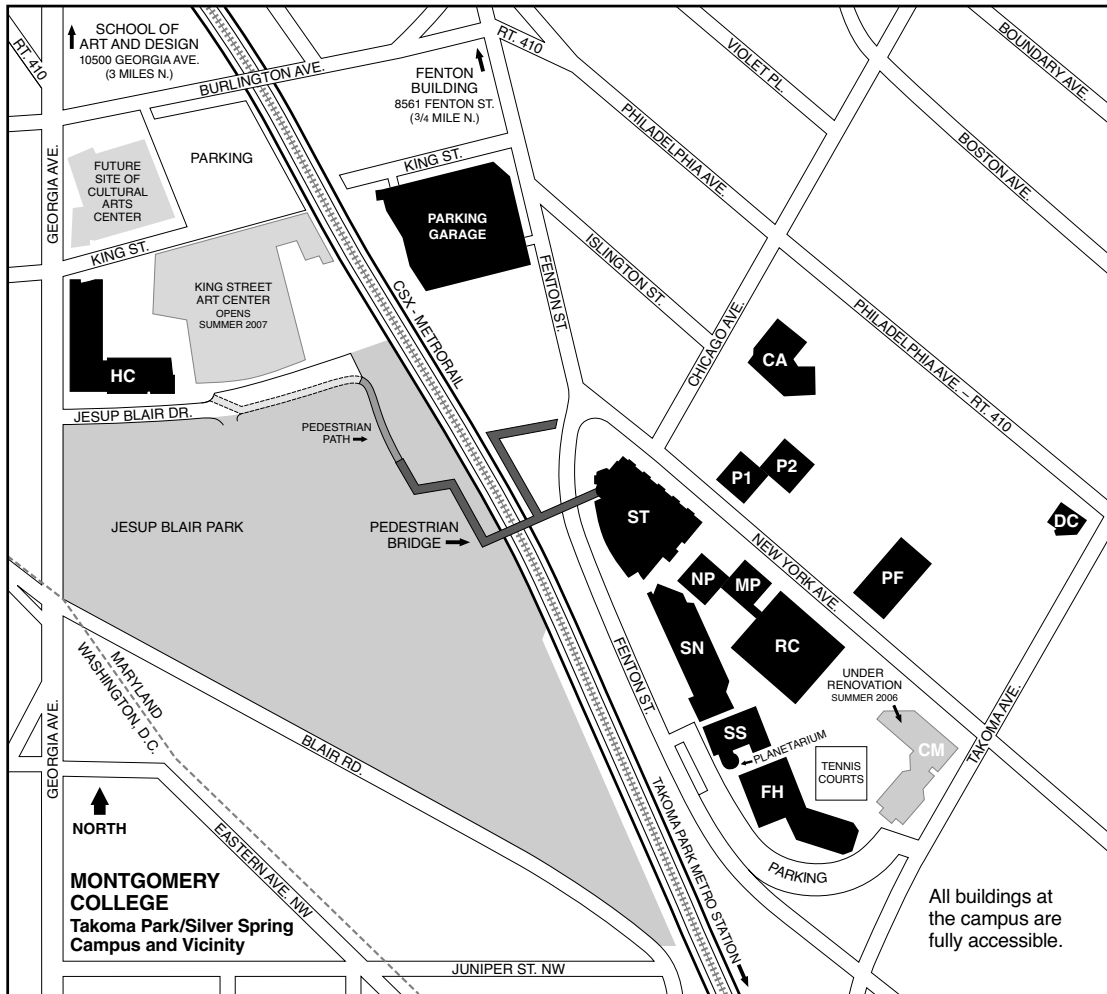 SCHOOL OF
ART AND DESIGN
10500 GEORGIA AVE.
(3 MILES N.)
RT. 410
BURLINGTON AVE.
FENTON
BUILDING
8561 FENTON ST.
(3/4 MILE N.)
RT. 410
VIOLET PL.
BOUNDARY AVE.
BOSTON AVE.
PHILADELPHIA AVE.
GEORGIA AVE.
FUTURE
SITE OF
CULTURAL
ARTS
CENTER
PARKING
KING ST.
KING ST.
PARKING
GARAGE
ISLINGTON ST.
FENTON ST.
KING STREET
ART CENTER
OPENS
SUMMER 2007
CSX - METRORAIL
CHICAGO AVE.
PHILADELPHIA AVE. – RT. 410
CA
HC
JESUP BLAIR DR.
PEDESTRIAN
PATH
P1
P2
JESUP BLAIR PARK
PEDESTRIAN
BRIDGE
ST
DC
NEW YORK AVE.
NP
MP
PF
SN
RC
FENTON ST.
UNDER
RENOVATION
SUMMER 2006
MARYLAND
WASHINGTON, D.C.
SS
PLANETARIUM
CM
TAKOMA AVE.
GEORGIA AVE.
BLAIR RD.
TENNIS
COURTS
FH
NORTH
EASTERN AVE. NW
TAKOMA PARK METRO STATION
PARKING
MONTGOMERY
COLLEGE
Takoma Park/Silver Spring
Campus and Vicinity
All buildings at
the campus are
fully accessible.
JUNIPER ST. NW